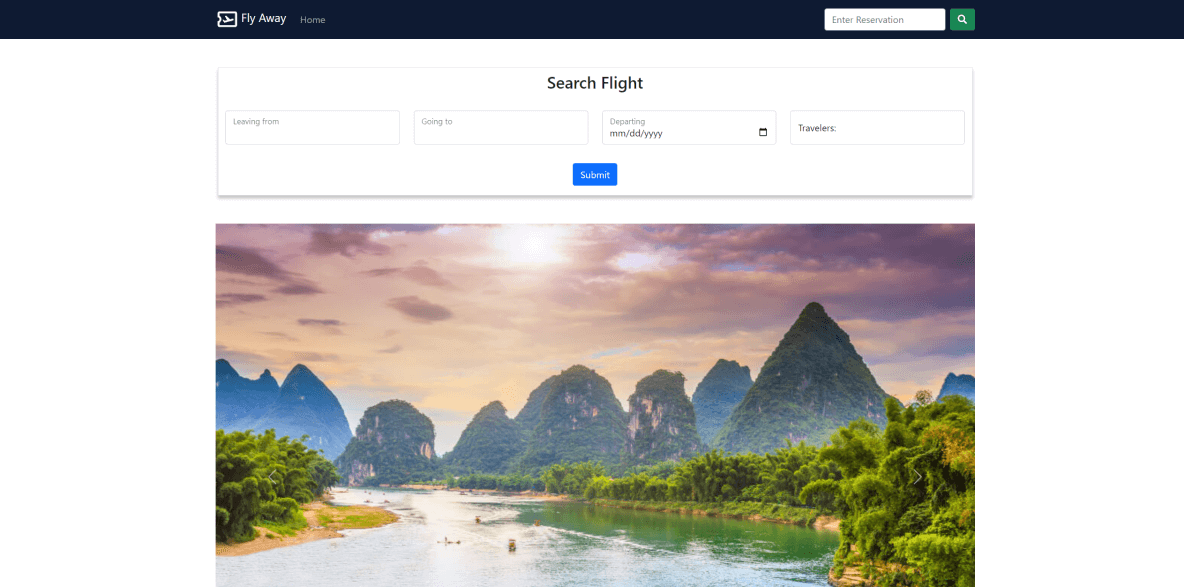 Fly Away Home Enter Reservation
Search Flight
Leaving from Going to Departing
mm/dd/yyyy Travelers:
Submit